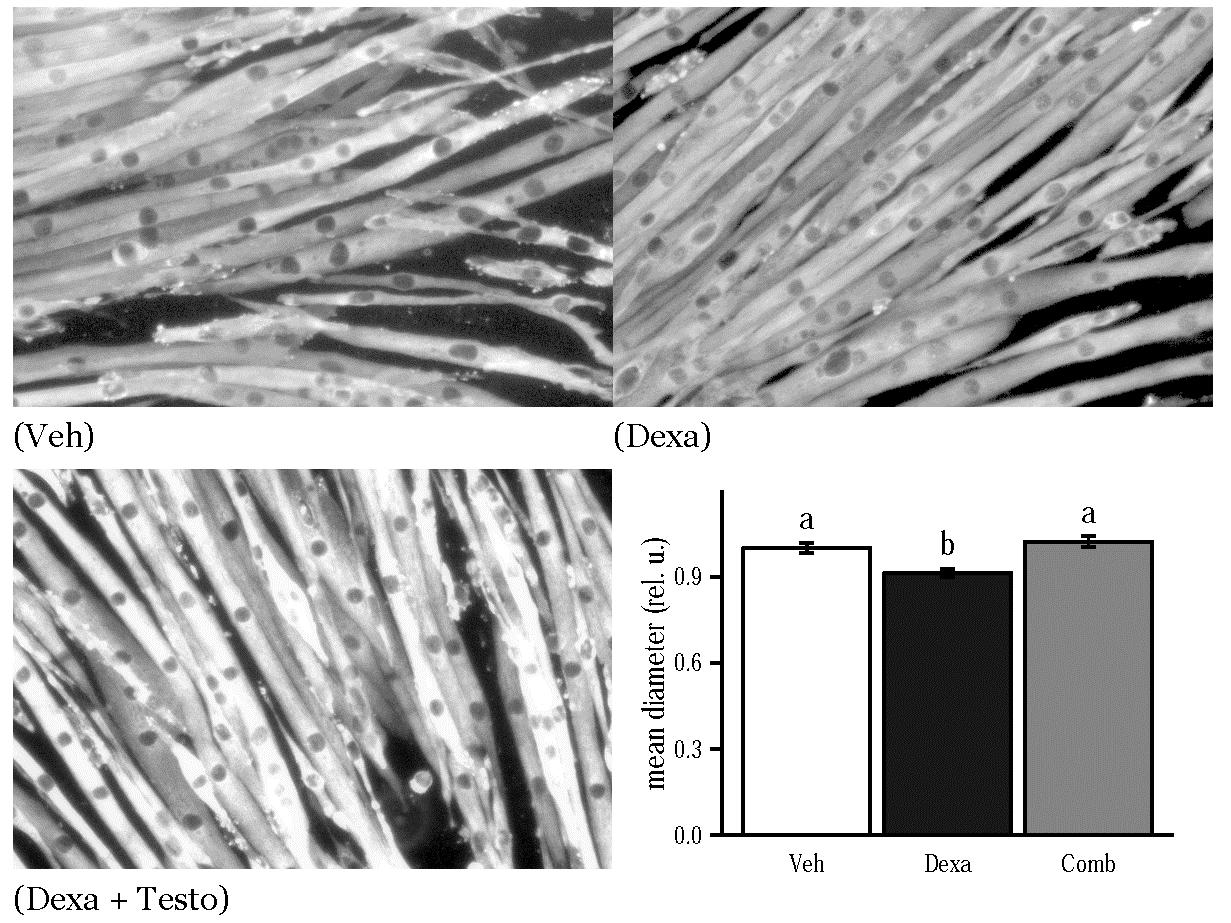 (Veh)
(Dexa)
(Dexa + Testo)
mean diameter (rel. u.)
0.9
0.6
0.3
0.0
a
b
a
Veh
Dexa
Comb